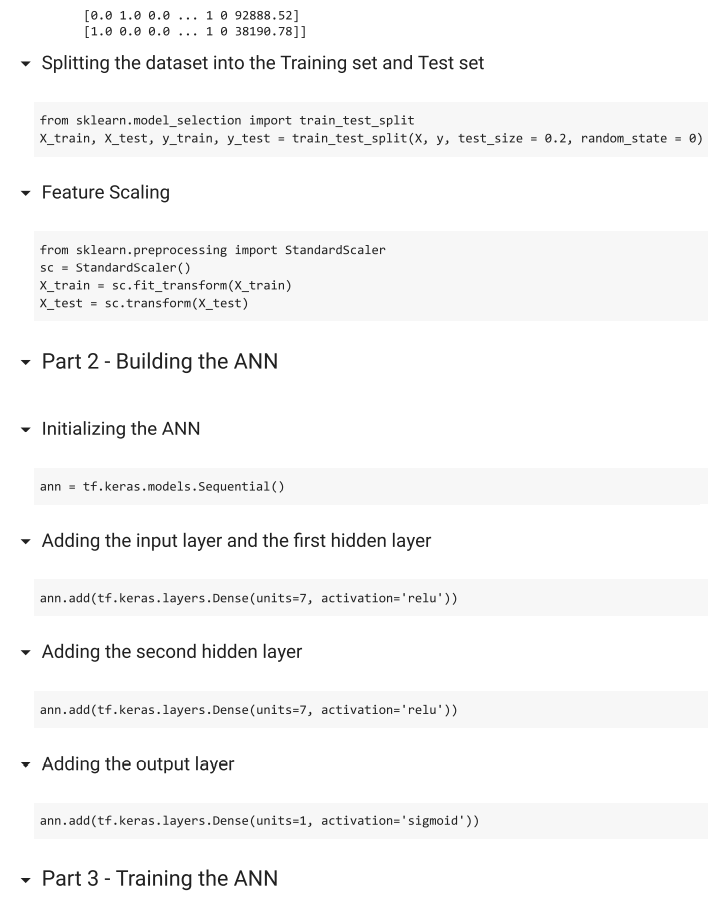 [0.0 1.0 0.0 ... 1 0 92888.52]
[1.0 0.0 0.0 ... 1 0 38190.78]]
Splitting the dataset into the Training set and Test set
from sklearn.model_selection import train_test_split
X_train, X_test, y_train, y_test = train_test_split(X, y, test_size = 0.2, random_state = 0)
Feature Scaling
from sklearn.preprocessing import StandardScaler
sc = StandardScaler()
X_train = sc.fit_transform(X_train)
X_test = sc.transform(X_test)
Part 2 - Building the ANN
Initializing the ANN
ann = tf.keras.models.Sequential()
Adding the input layer and the first hidden layer
ann.add(tf.keras.layers.Dense(units=7, activation='relu'))
Adding the second hidden layer
ann.add(tf.keras.layers.Dense(units=7, activation='relu'))
Adding the output layer
ann.add(tf.keras.layers.Dense(units=1, activation='sigmoid'))
Part 3 - Training the ANN